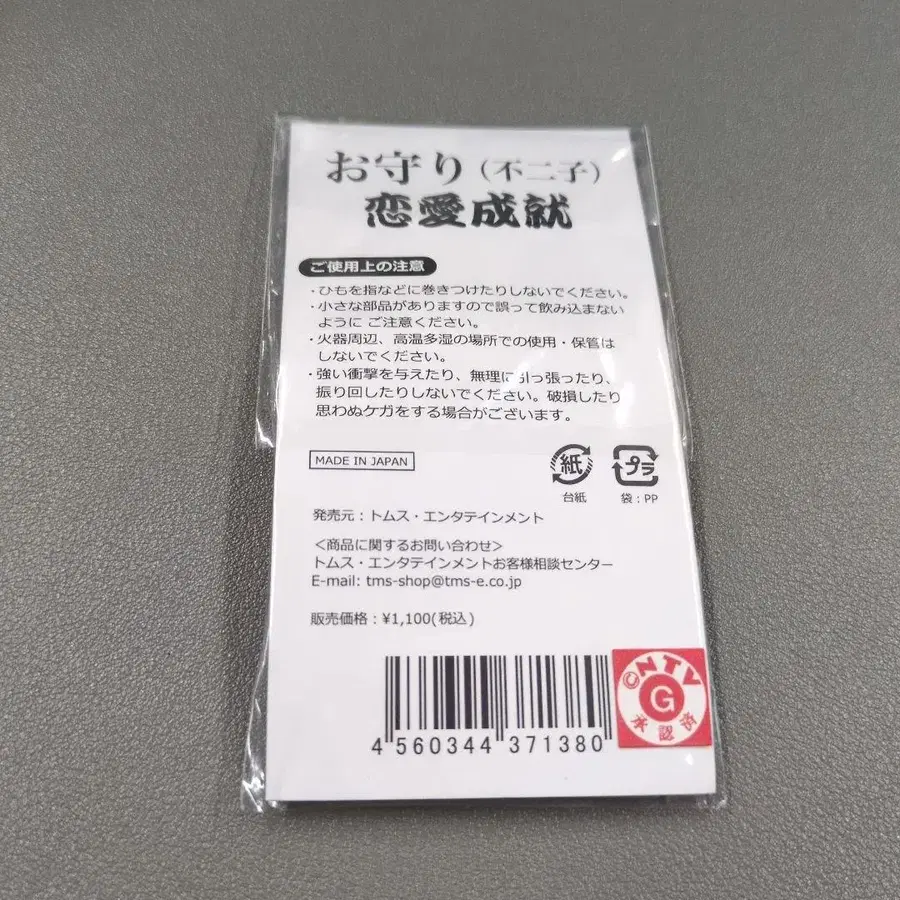 お守り（不二子）
恋愛成就
ご使用上の注意
・ひもを指などに巻きつけたりしないでください。
・小さな部品がありますので誤って飲み込まない
ように ご注意ください。
・火器周辺、高温多湿の場所での使用・保管は
しないでください。
・強い衝撃を与えたり、無理に引っ張ったり、
振り回したりしないでください。破損したり
思わぬケガをする場合がございます。
MADE IN JAPAN
紙
プラ
台紙
袋：PP
発売元：トムス・エンタテインメント
＜商品に関するお問い合わせ＞
トムス・エンタテインメントお客様相談センター
E-mail: tms-shop@tms-e.co.jp
販売価格：¥1,100(税込)
©NTV
G
承認済
4 560344 371380